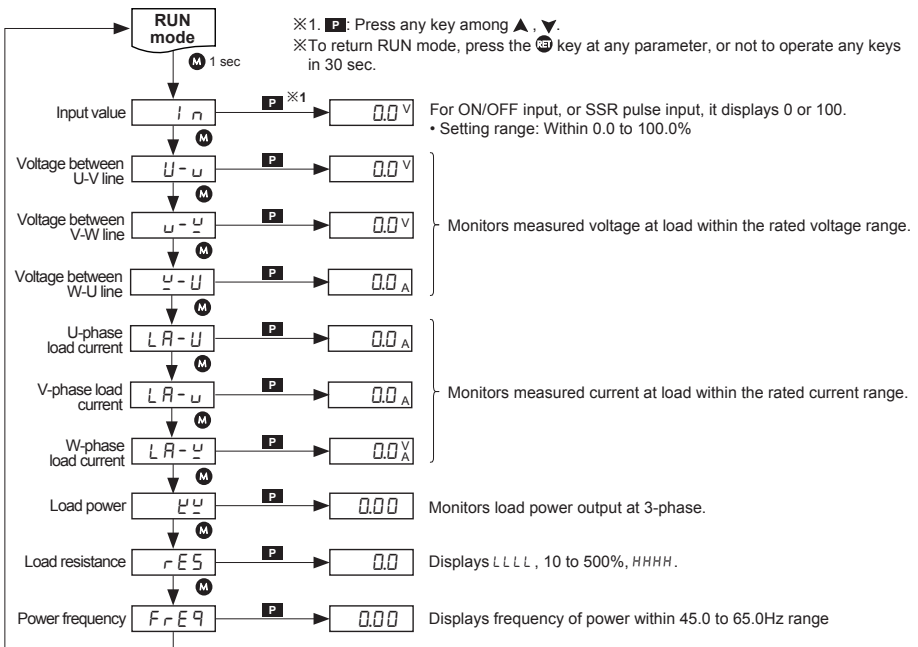 RUN
mode
M 1 sec
※1. P: Press any key among ▲, ▼.
※To return RUN mode, press the RET key at any parameter, or not to operate any keys
in 30 sec.
Input value
In
P ※1
0.0 V
For ON/OFF input, or SSR pulse input, it displays 0 or 100.
• Setting range: Within 0.0 to 100.0%
M
Voltage between
U-V line
U-u
P
0.0 V
M
Voltage between
V-W line
u-y
P
0.0 V
Monitors measured voltage at load within the rated voltage range.
M
Voltage between
W-U line
y-U
P
0.0 A
M
U-phase
load current
LA-U
P
0.0 A
M
V-phase load
current
LA-u
P
0.0 A
Monitors measured current at load within the rated current range.
M
W-phase
load current
LA-y
P
0.0 V A
M
Load power
ty
P
0.00
Monitors load power output at 3-phase.
M
Load resistance
rES
P
0.0
Displays LLLL, 10 to 500%, HHHH.
M
Power frequency
FrEq
P
0.00
Displays frequency of power within 45.0 to 65.0Hz range